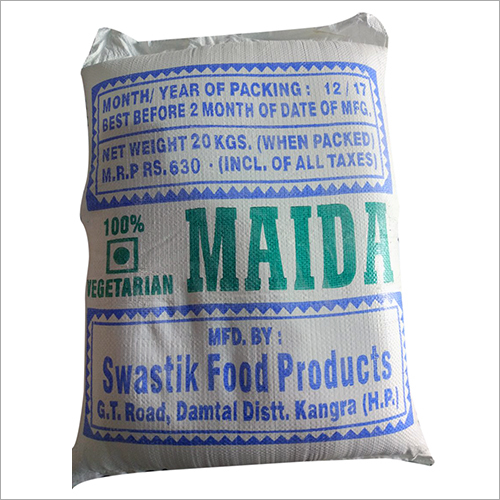 MONTH/ YEAR OF PACKING: 12/17
BEST BEFORE 2 MONTH OF DATE OF MFG.
NET WEIGHT 20 KGS. (WHEN PACKED)
M.R.P RS.630 · (INCL. OF ALL TAXES)
100%
VEGETARIAN
MAIDA
MFD. BY :
Swastik Food Products
G.T. Road, Damtal Distt. Kangra (H.P.)